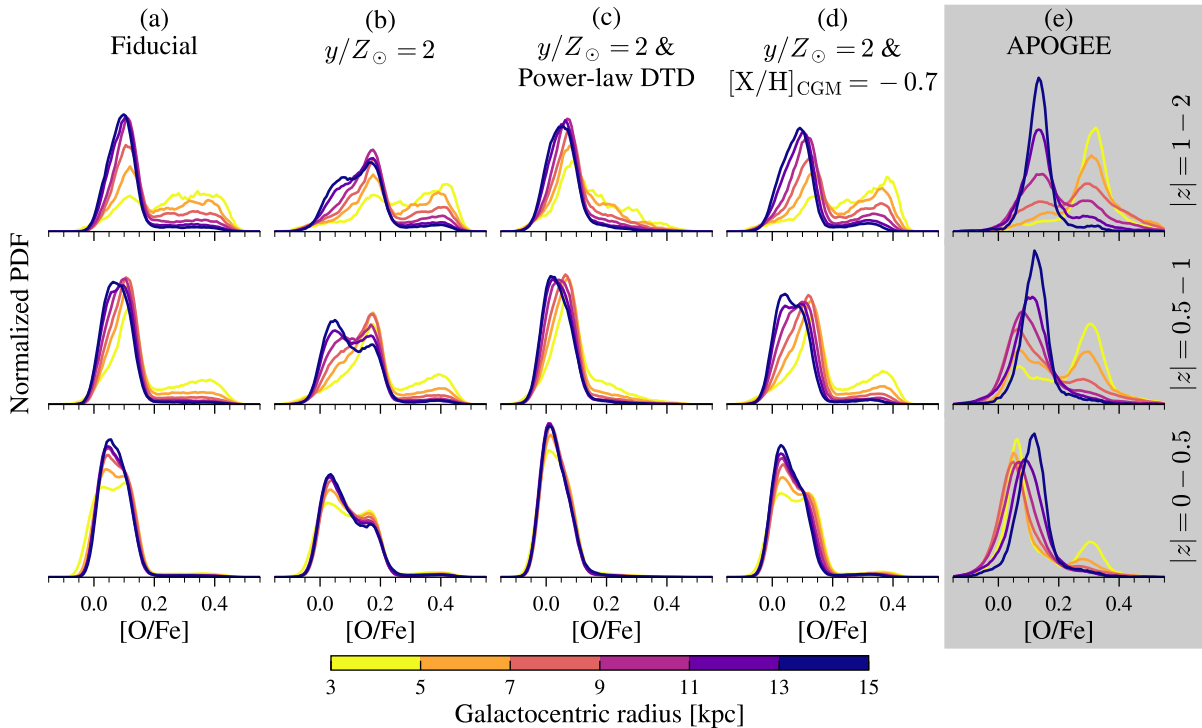 (a) (b) (c) (d) (e)
Fiducial y/Z⊙ = 2 y/Z⊙ = 2 & y/Z⊙ = 2 & APOGEE
Power-law DTD [X/H]CGM = −0.7
Normalized PDF
|z| = 1 − 2
|z| = 0.5 − 1
|z| = 0 − 0.5
0.0 0.2 0.4 0.0 0.2 0.4 0.0 0.2 0.4 0.0 0.2 0.4 0.0 0.2 0.4
[O/Fe] [O/Fe] [O/Fe] [O/Fe] [O/Fe]
3 5 7 9 11 13 15
Galactocentric radius [kpc]